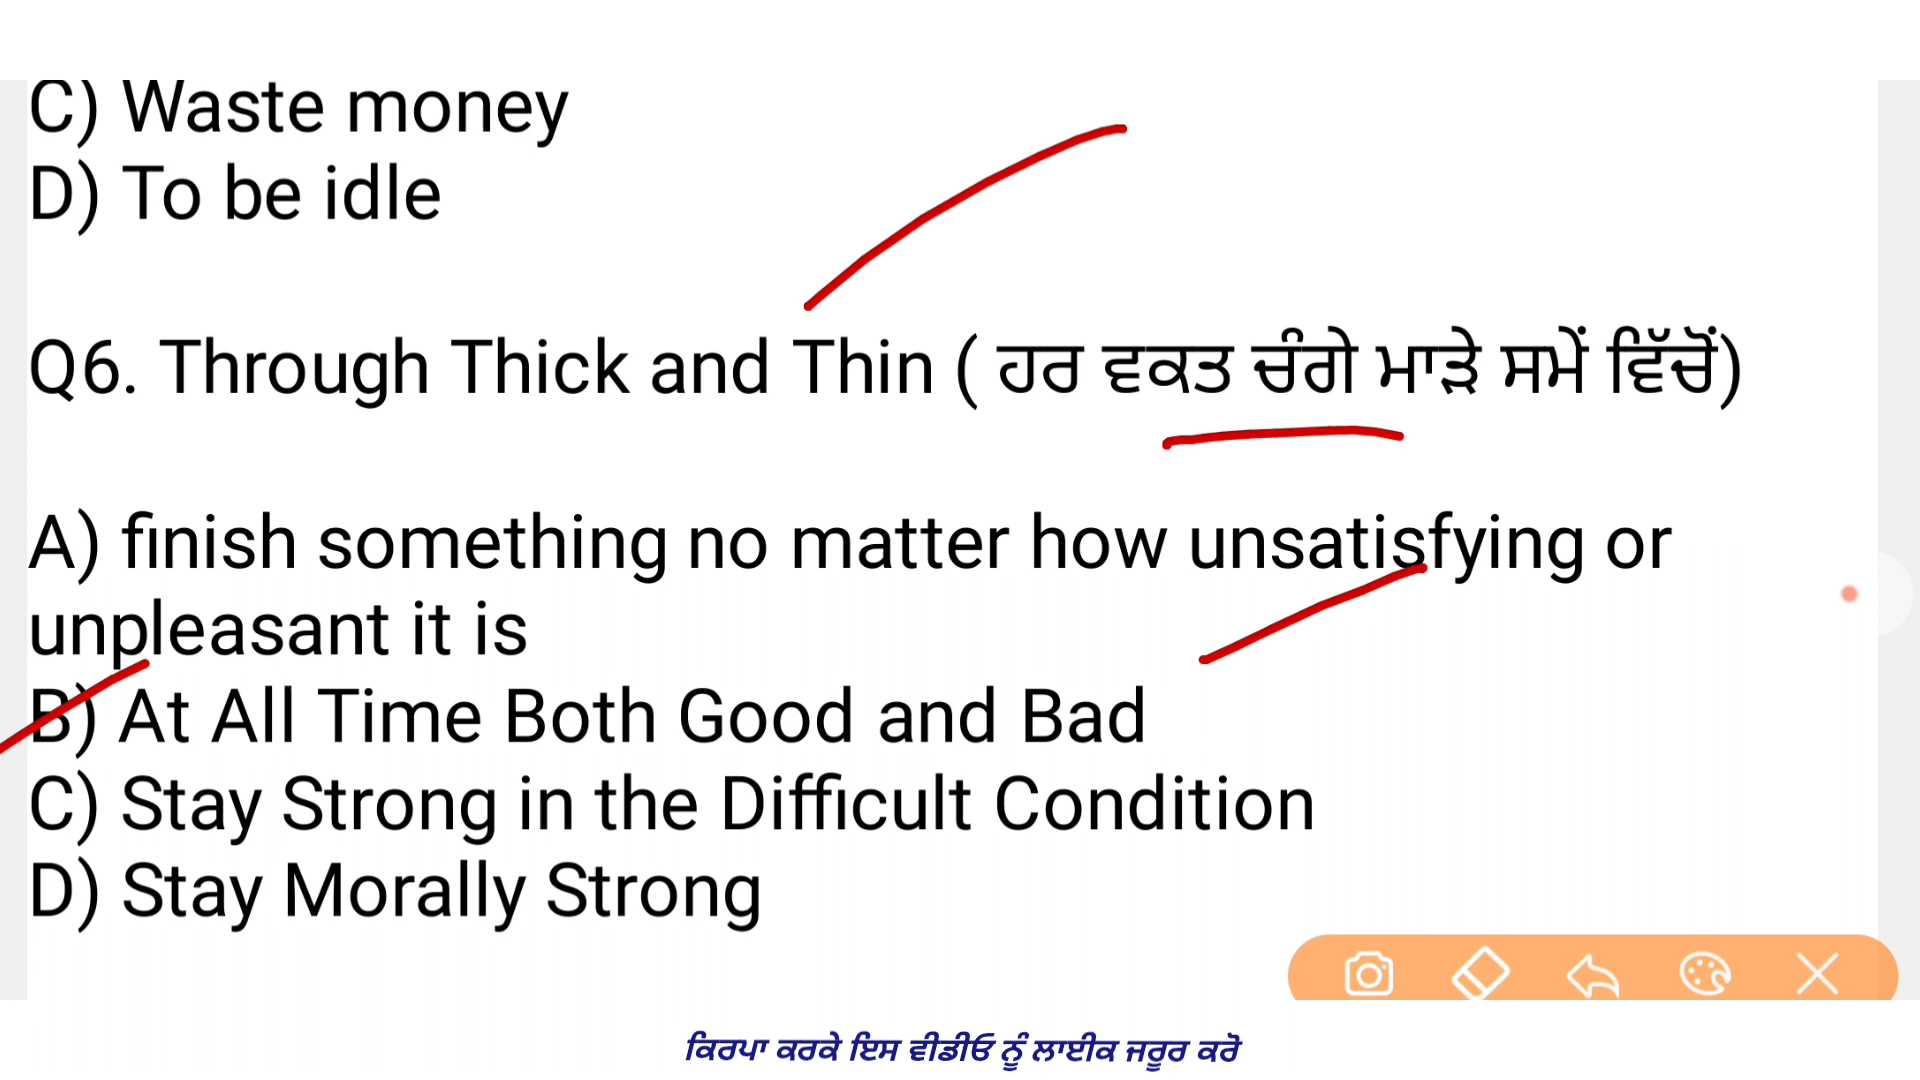 C) Waste money
D) To be idle
Q6. Through Thick and Thin ( ਹਰ ਵਕਤ ਚੰਗੇ ਮਾੜੇ ਸਮੇਂ ਵਿੱਚੋਂ)
A) finish something no matter how unsatisfying or
unpleasant it is
B) At All Time Both Good and Bad
C) Stay Strong in the Difficult Condition
D) Stay Morally Strong
ਕਿਰਪਾ ਕਰਕੇ ਇਸ ਵੀਡੀਓ ਨੂੰ ਲਾਈਕ ਜਰੂਰ ਕਰੋ